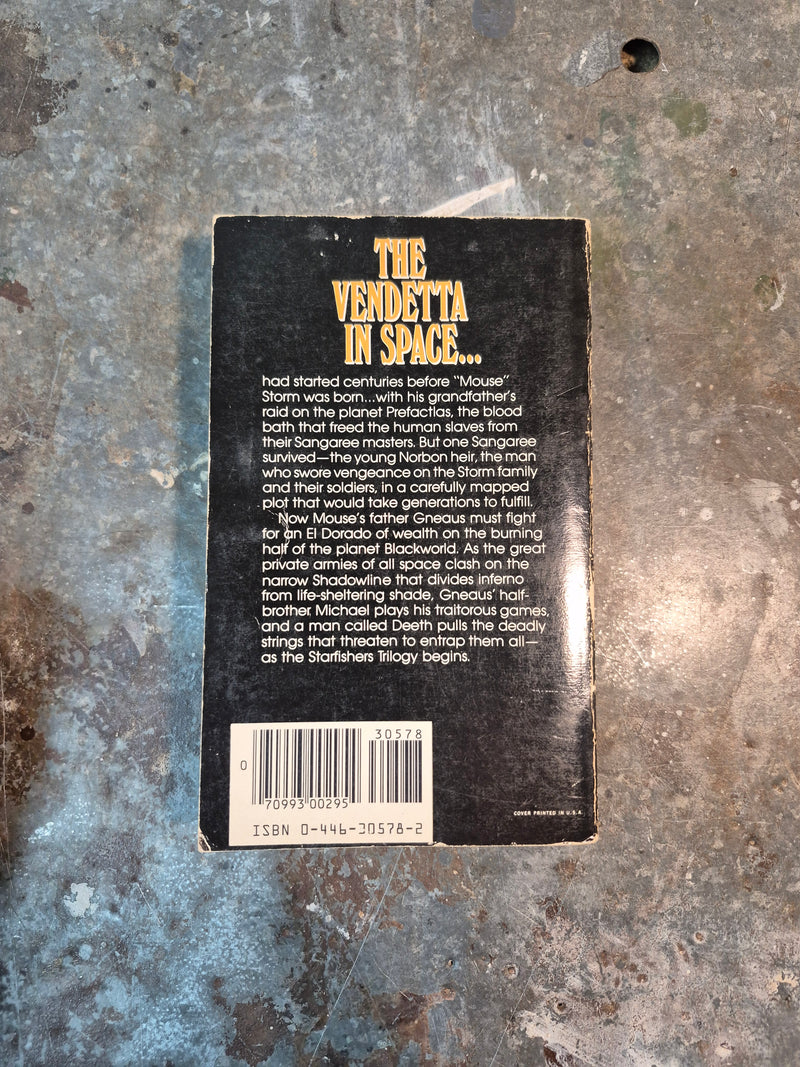 THE
VENDETTA
IN SPACE...
had started centuries before "Mouse"
Storm was born...with his grandfather's
raid on the planet Prefactlas, the blood
bath that freed the human slaves from
their Sangaree masters. But one Sangaree
survived—the young Norbon heir, the man
who swore vengeance on the Storm family
and their soldiers, in a carefully mapped
plot that would take generations to fulfill.
Now Mouse's father Gneaus must fight
for an El Dorado of wealth on the burning
half of the planet Blackworld. As the great
private armies of all space clash on the
narrow Shadowline that divides inferno
from life-sheltering shade, Gneaus' half-
brother Michael plays his traitorous games,
and a man called Deeth pulls the deadly
strings that threaten to entrap them all—
as the Starfishers Trilogy begins.
30578
0
70993 00295
ISBN 0-446-30578-2
COVER PRINTED IN U.S.A.